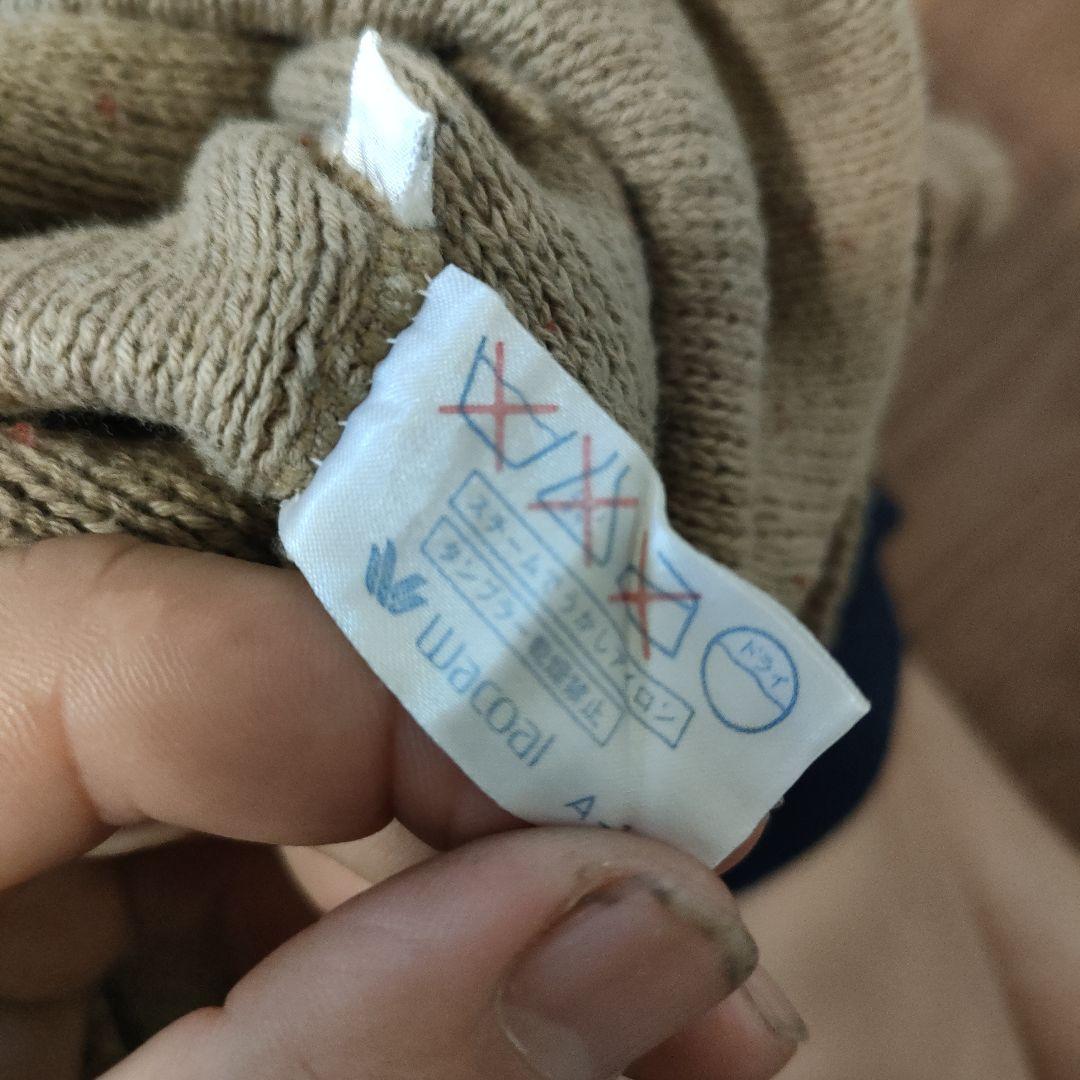 ドライ
スチームでうかしアイロン
タンブラー乾燥禁止
wacoal
A